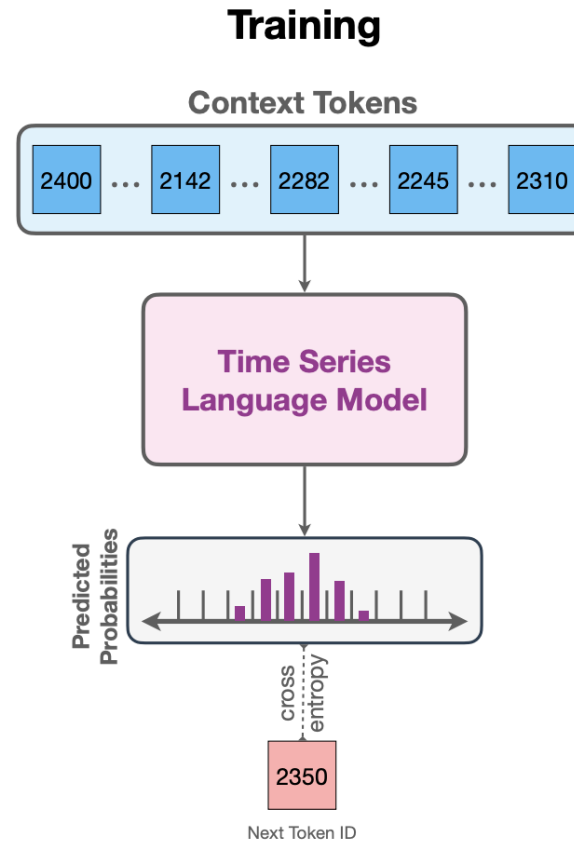 Training
Context Tokens
2400 ... 2142 ... 2282 ... 2245 ... 2310
Time Series
Language Model
Predicted
Probabilities
cross
entropy
2350
Next Token ID